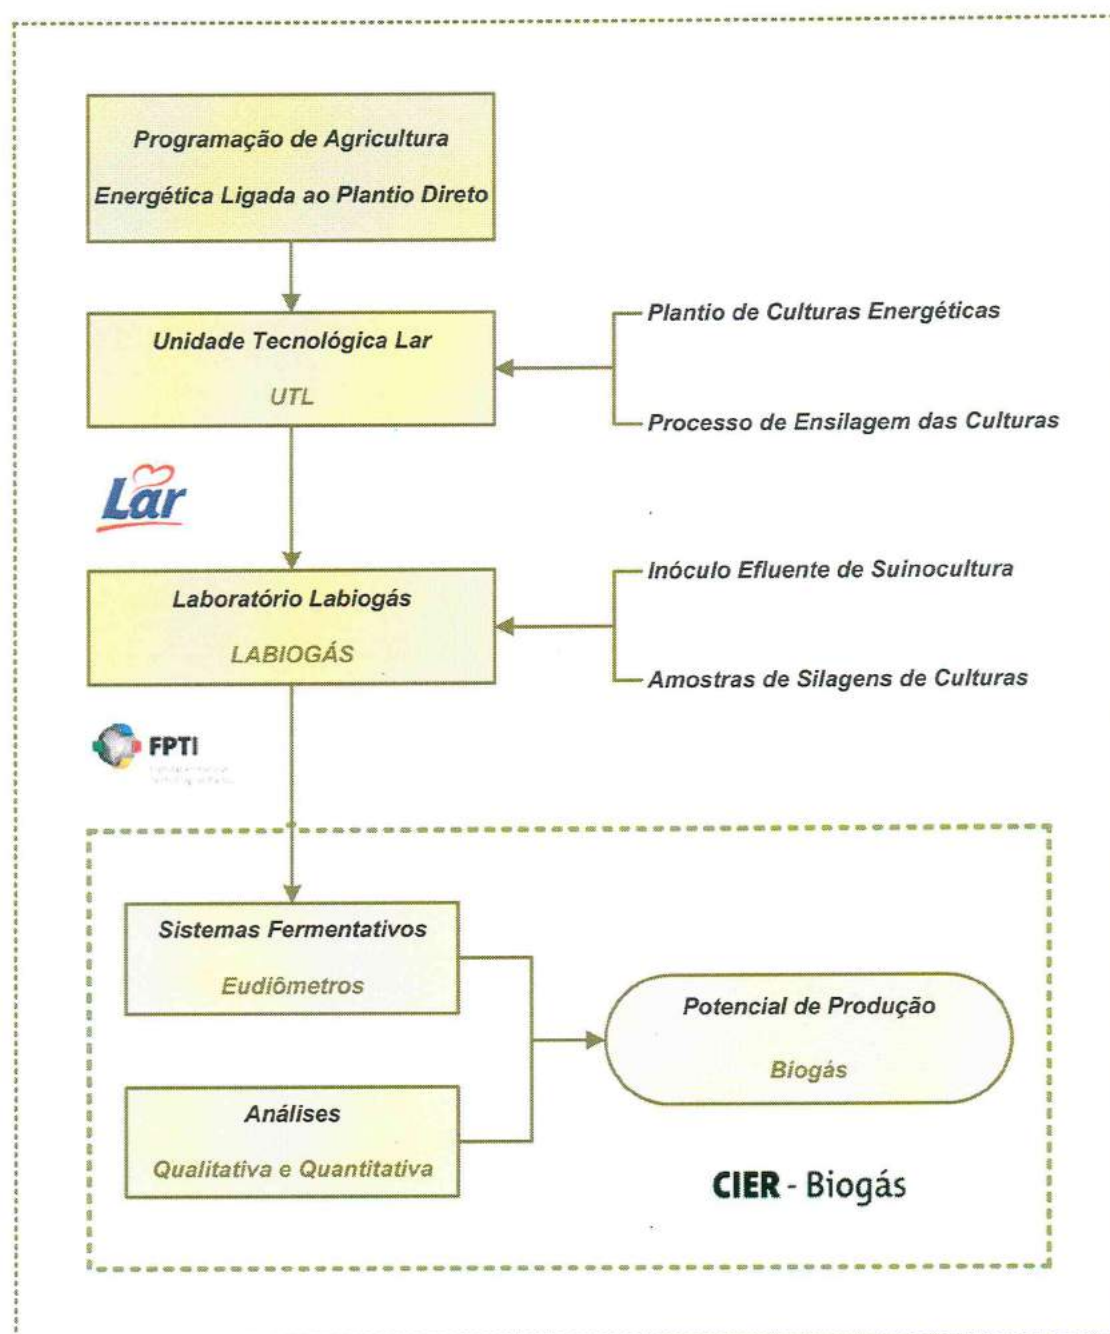 Programação de Agricultura
Energética Ligada ao Plantio Direto
Unidade Tecnológica Lar
UTL
Plantio de Culturas Energéticas
Processo de Ensilagem das Culturas
Lar
Laboratório Labiogás
LABIOGÁS
Inóculo Efluente de Suinocultura
Amostras de Silagens de Culturas
FPTI
Sistemas Fermentativos
Eudiômetros
Potencial de Produção
Biogás
Análises
Qualitativa e Quantitativa
CIER - Biogás